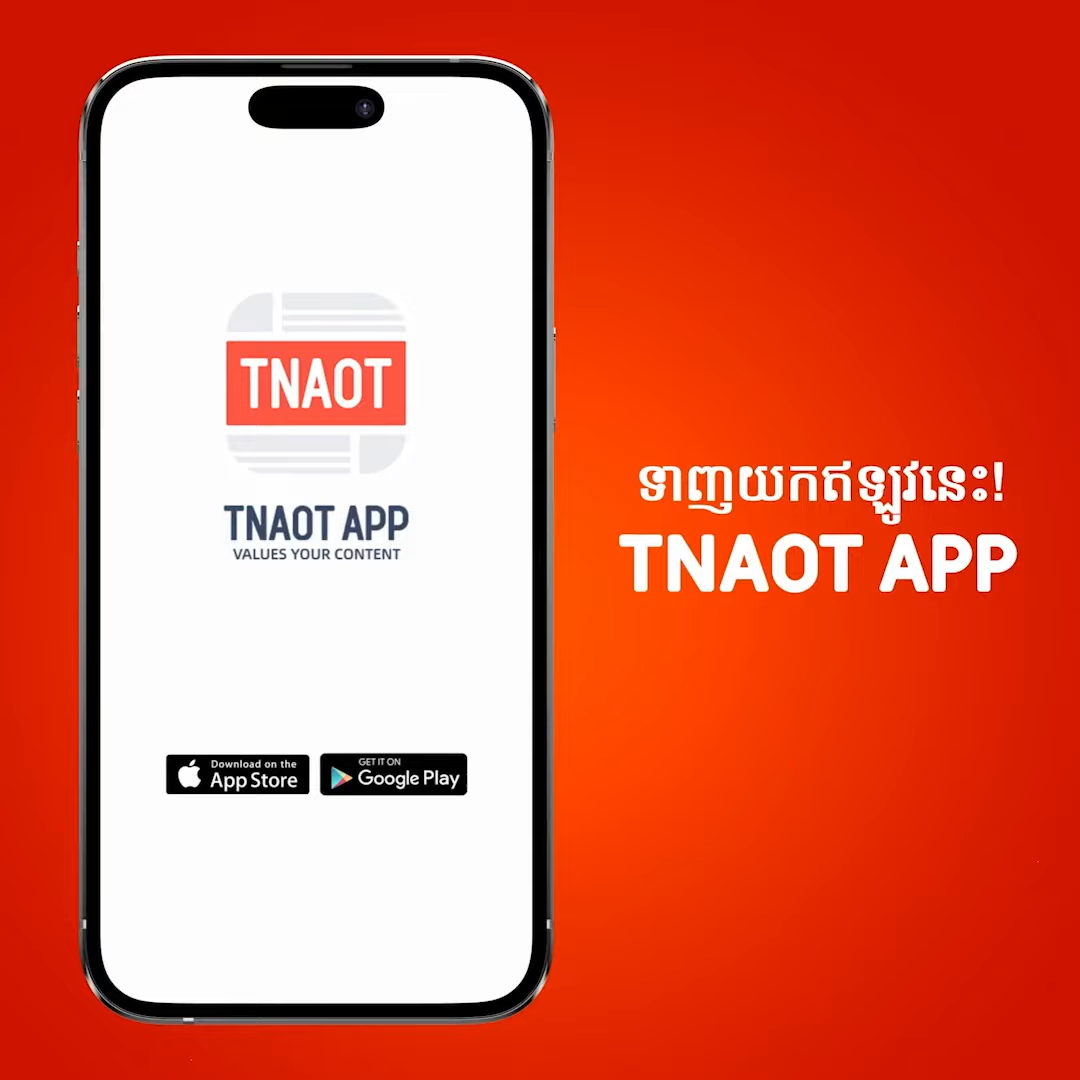 TNAOT
TNAOT APP
VALUES YOUR CONTENT
Download on the
App Store
GET IT ON
Google Play
ទាញយកឥឡូវនេះ!
TNAOT APP